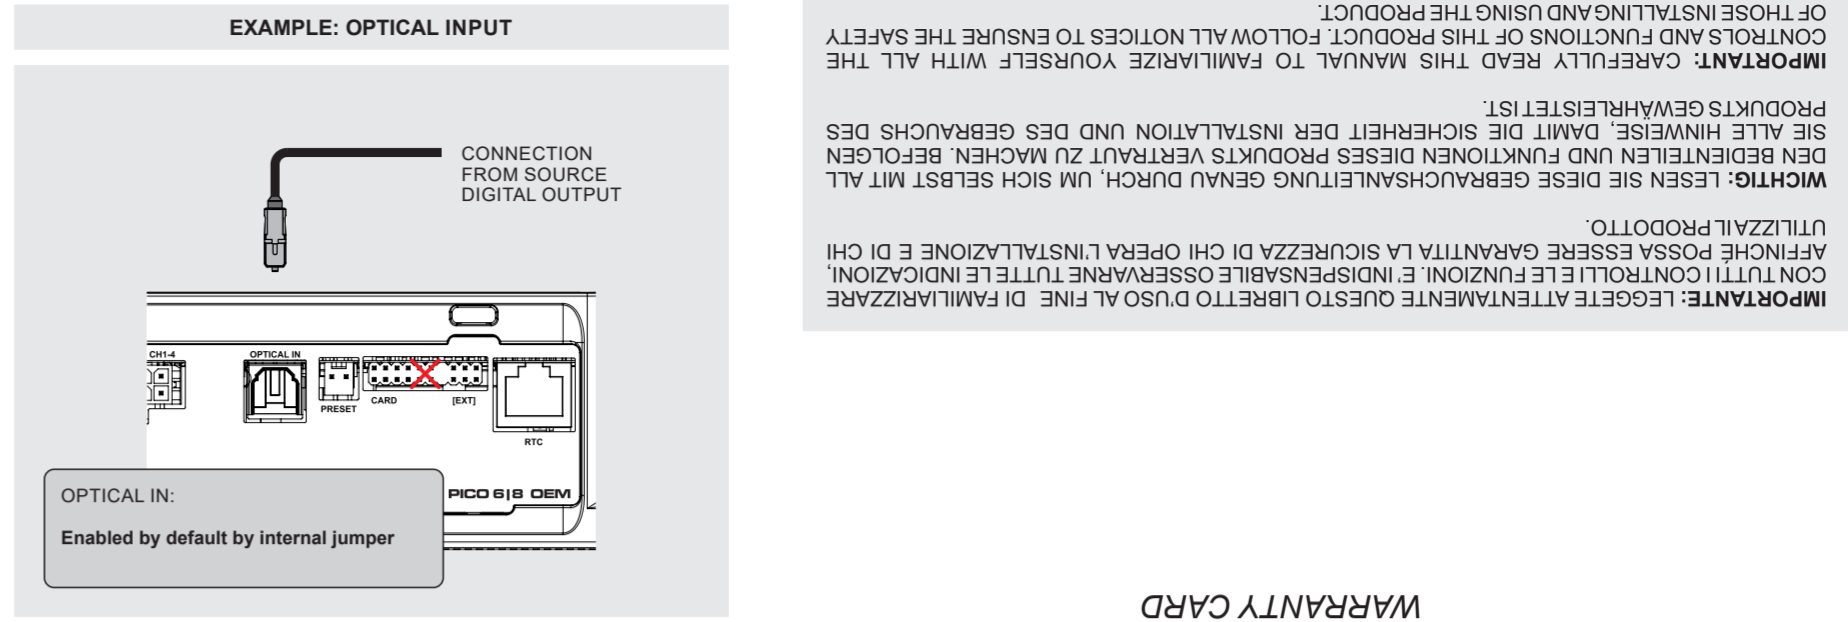 EXAMPLE: OPTICAL INPUT
CONNECTION
FROM SOURCE
DIGITAL OUTPUT
CH1-4
OPTICAL IN
PRESET
CARD
[EXT]
RTC
PICO 6|8 OEM
OPTICAL IN:
Enabled by default by internal jumper
WARRANTY CARD
IMPORTANTE: LEGGETE ATTENTAMENTE QUESTO LIBRETTO D'USO AL FINE DI FAMILIARIZZARE
CON TUTTI I CONTROLLI E LE FUNZIONI. E' INDISPENSABILE OSSERVARNE TUTTE LE INDICAZIONI,
AFFINCHÉ POSSA ESSERE GARANTITA LA SICUREZZA DI CHI OPERA L'INSTALLAZIONE E DI CHI
UTILIZZA IL PRODOTTO.
WICHTIG: LESEN SIE DIESE GEBRAUCHSANLEITUNG GENAU DURCH, UM SICH SELBST MIT ALL
DEN BEDIENTEILEN UND FUNKTIONEN DIESES PRODUKTS VERTRAUT ZU MACHEN. BEFOLGEN
SIE ALLE HINWEISE, DAMIT DIE SICHERHEIT DER INSTALLATION UND DES GEBRAUCHS DES
PRODUKTS GEWÄHRLEISTET IST.
IMPORTANT: CAREFULLY READ THIS MANUAL TO FAMILIARIZE YOURSELF WITH ALL THE
CONTROLS AND FUNCTIONS OF THIS PRODUCT. FOLLOW ALL NOTICES TO ENSURE THE SAFETY
OF THOSE INSTALLING AND USING THE PRODUCT.